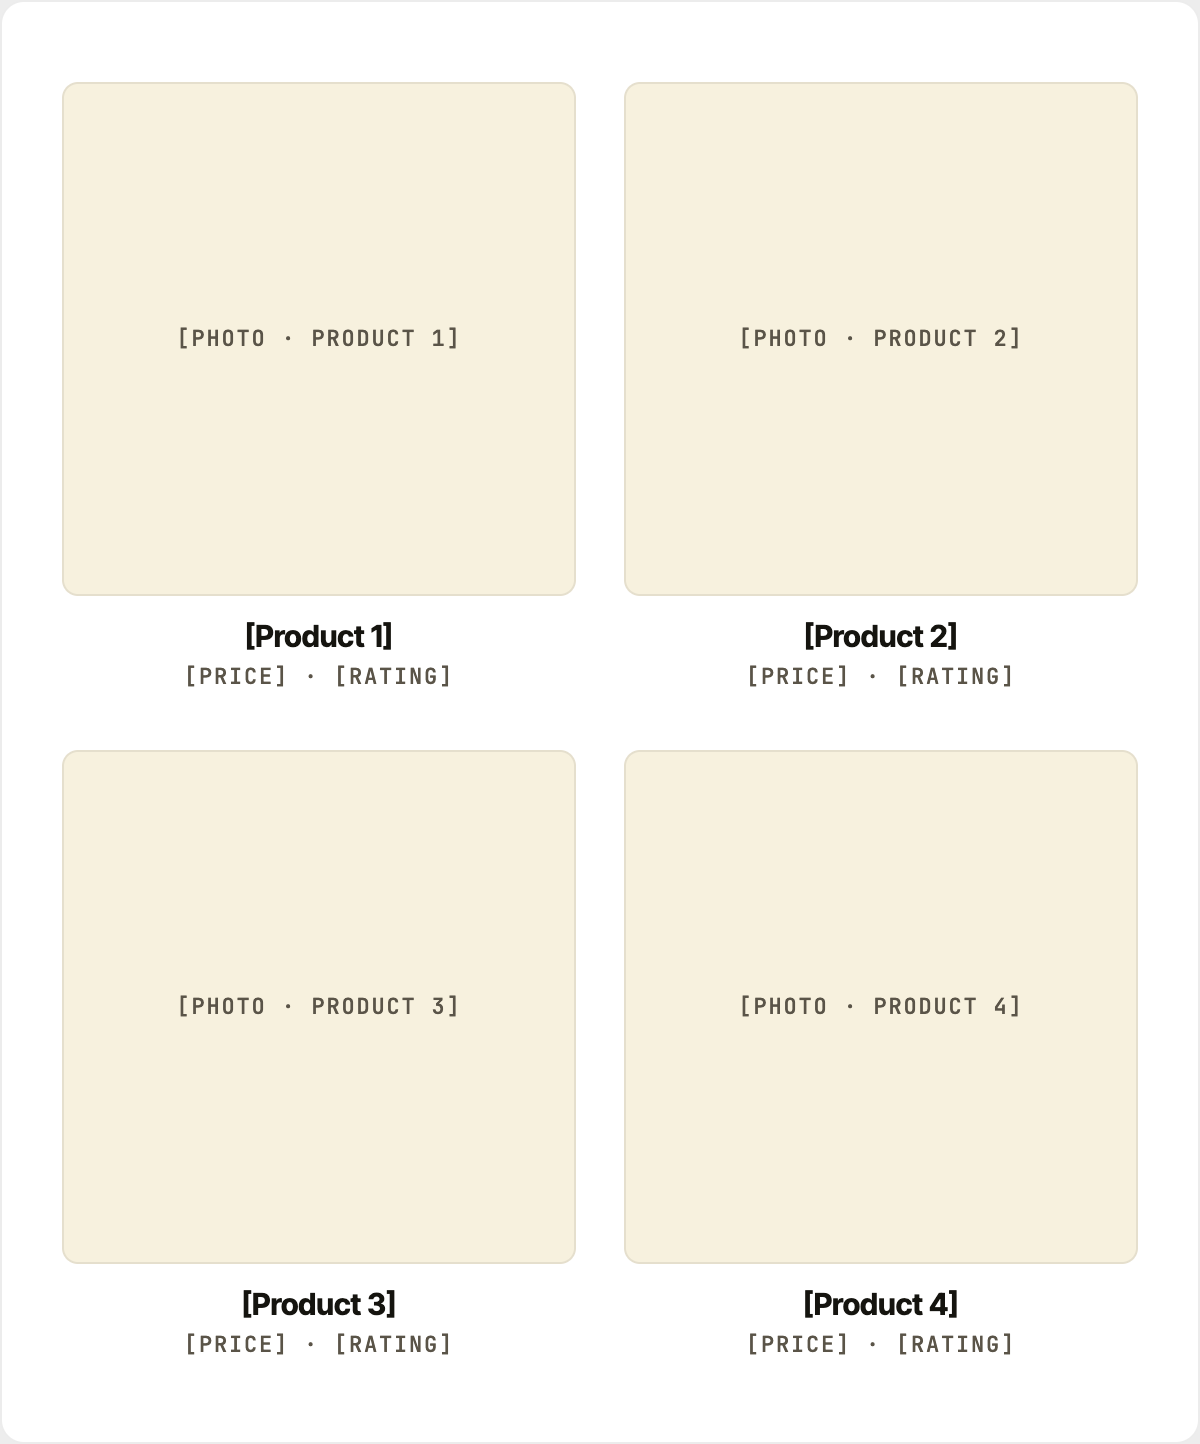 [PHOTO · PRODUCT 1]
[PHOTO · PRODUCT 2]
[Product 1]
[PRICE] · [RATING]
[Product 2]
[PRICE] · [RATING]
[PHOTO · PRODUCT 3]
[PHOTO · PRODUCT 4]
[Product 3]
[PRICE] · [RATING]
[Product 4]
[PRICE] · [RATING]